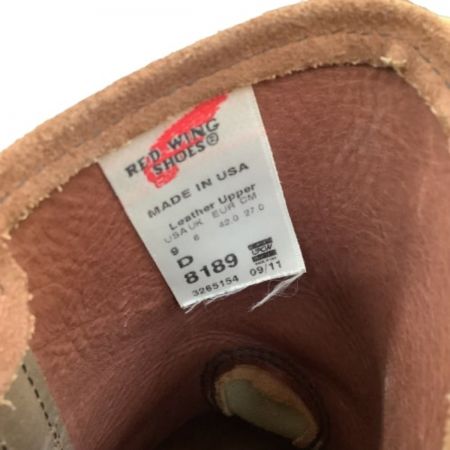 RED WING
SHOES®
MADE IN USA
Leather Upper
USA UK EUR CM
9 8 42.0 27.0
D
8189
3265154 09/11